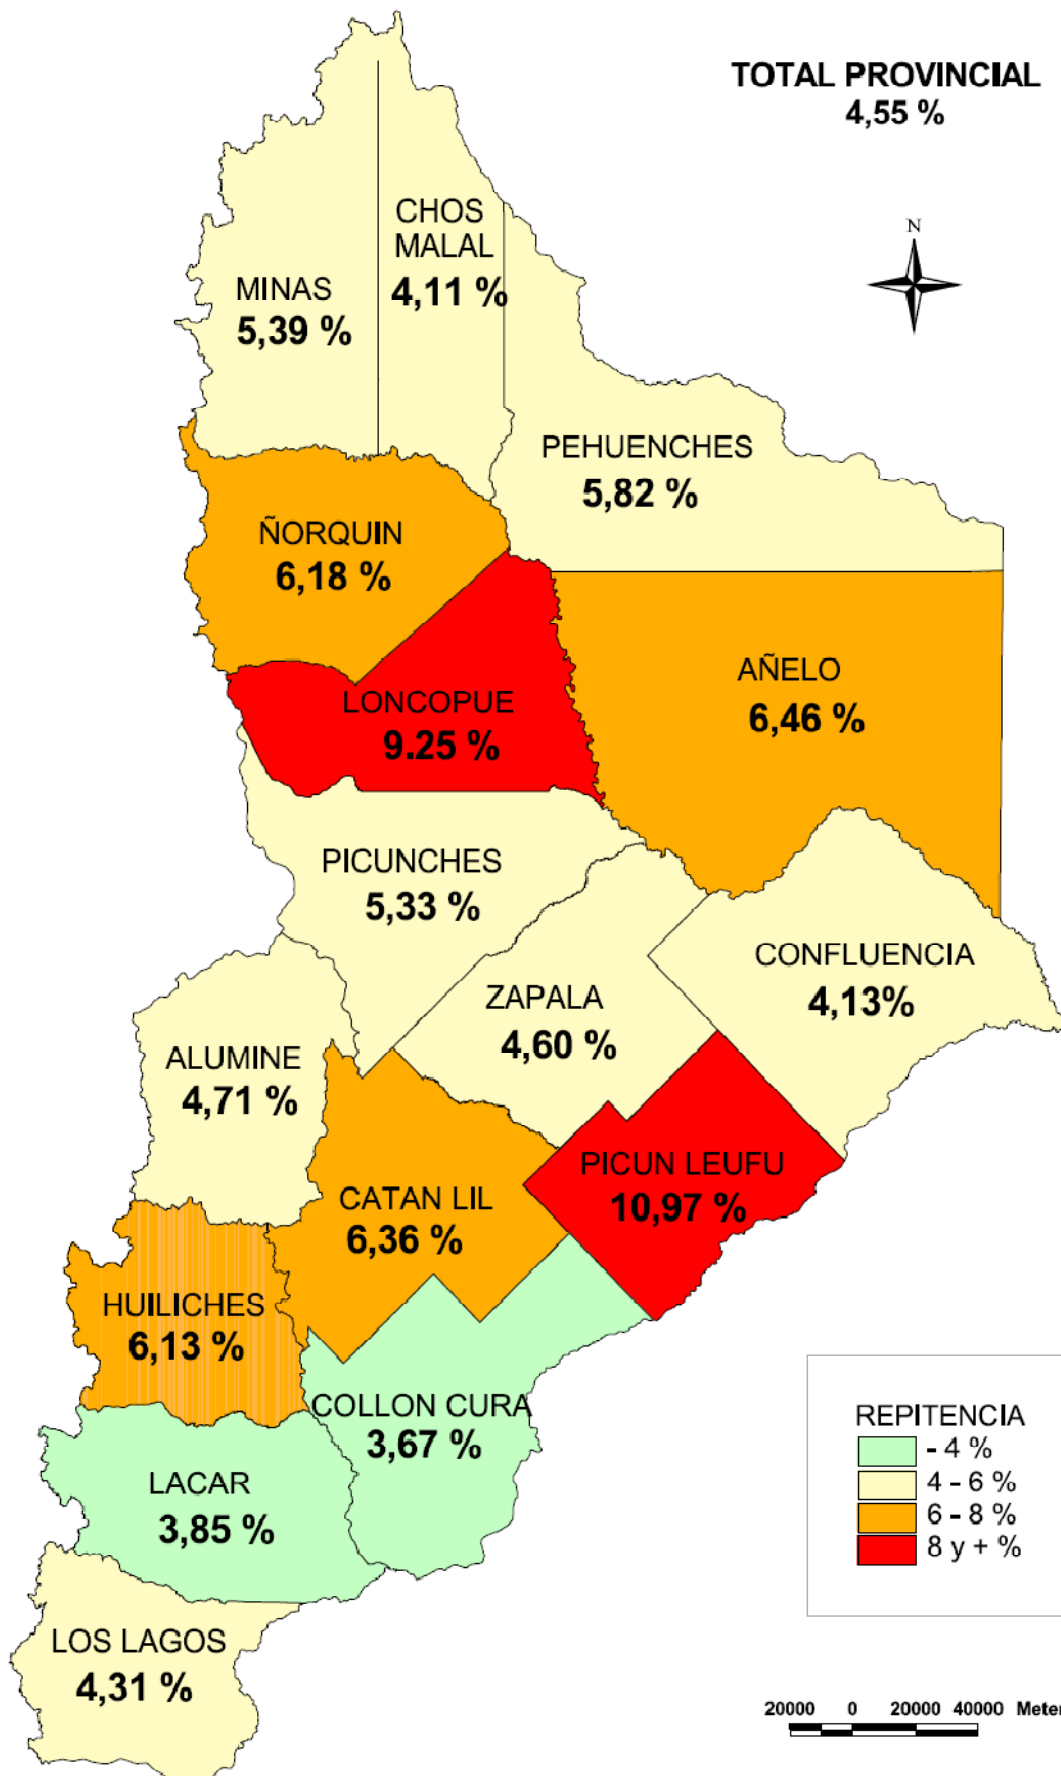 TOTAL PROVINCIAL
4,55 %
N
CHOS
MALAL
4,11 %
MINAS
5,39 %
PEHUENCHES
5,82 %
ÑORQUIN
6,18 %
AÑELO
6,46 %
LONCOPUE
9.25 %
PICUNCHES
5,33 %
CONFLUENCIA
4,13%
ZAPALA
4,60 %
ALUMINE
4,71 %
PICUN LEUFU
10,97 %
CATAN LIL
6,36 %
HUILICHES
6,13 %
COLLON CURA
3,67 %
LACAR
3,85 %
LOS LAGOS
4,31 %
REPITENCIA
- 4 %
4 - 6 %
6 - 8 %
8 y + %
20000 0 20000 40000 Meter